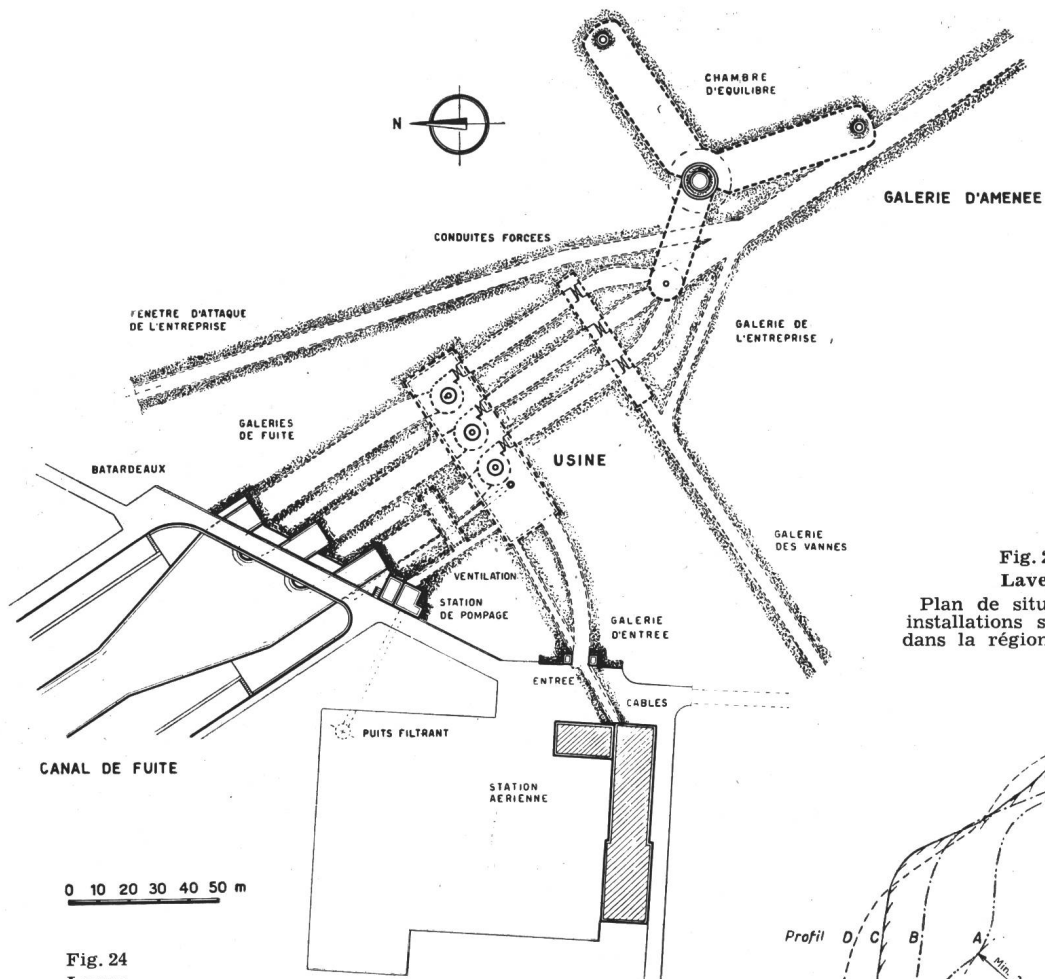 N
CHAMBRE
D'EQUILIBRE
GALERIE D'AMENEE
CONDUITES FORCEES
FENETRE D'ATTAQUE
DE L'ENTREPRISE
GALERIE DE
L'ENTREPRISE
GALERIES
DE FUITE
BATARDEAUX
USINE
GALERIE
DES VANNES
VENTILATION
STATION
DE POMPAGE
GALERIE
D'ENTREE
ENTREE
CABLES
PUITS FILTRANT
CANAL DE FUITE
STATION
AERIENNE
0 10 20 30 40 50 m
Fig. 24
Fig. 2
Lave
Plan de situ
installations s
dans la région
Profil D C B A
Min.